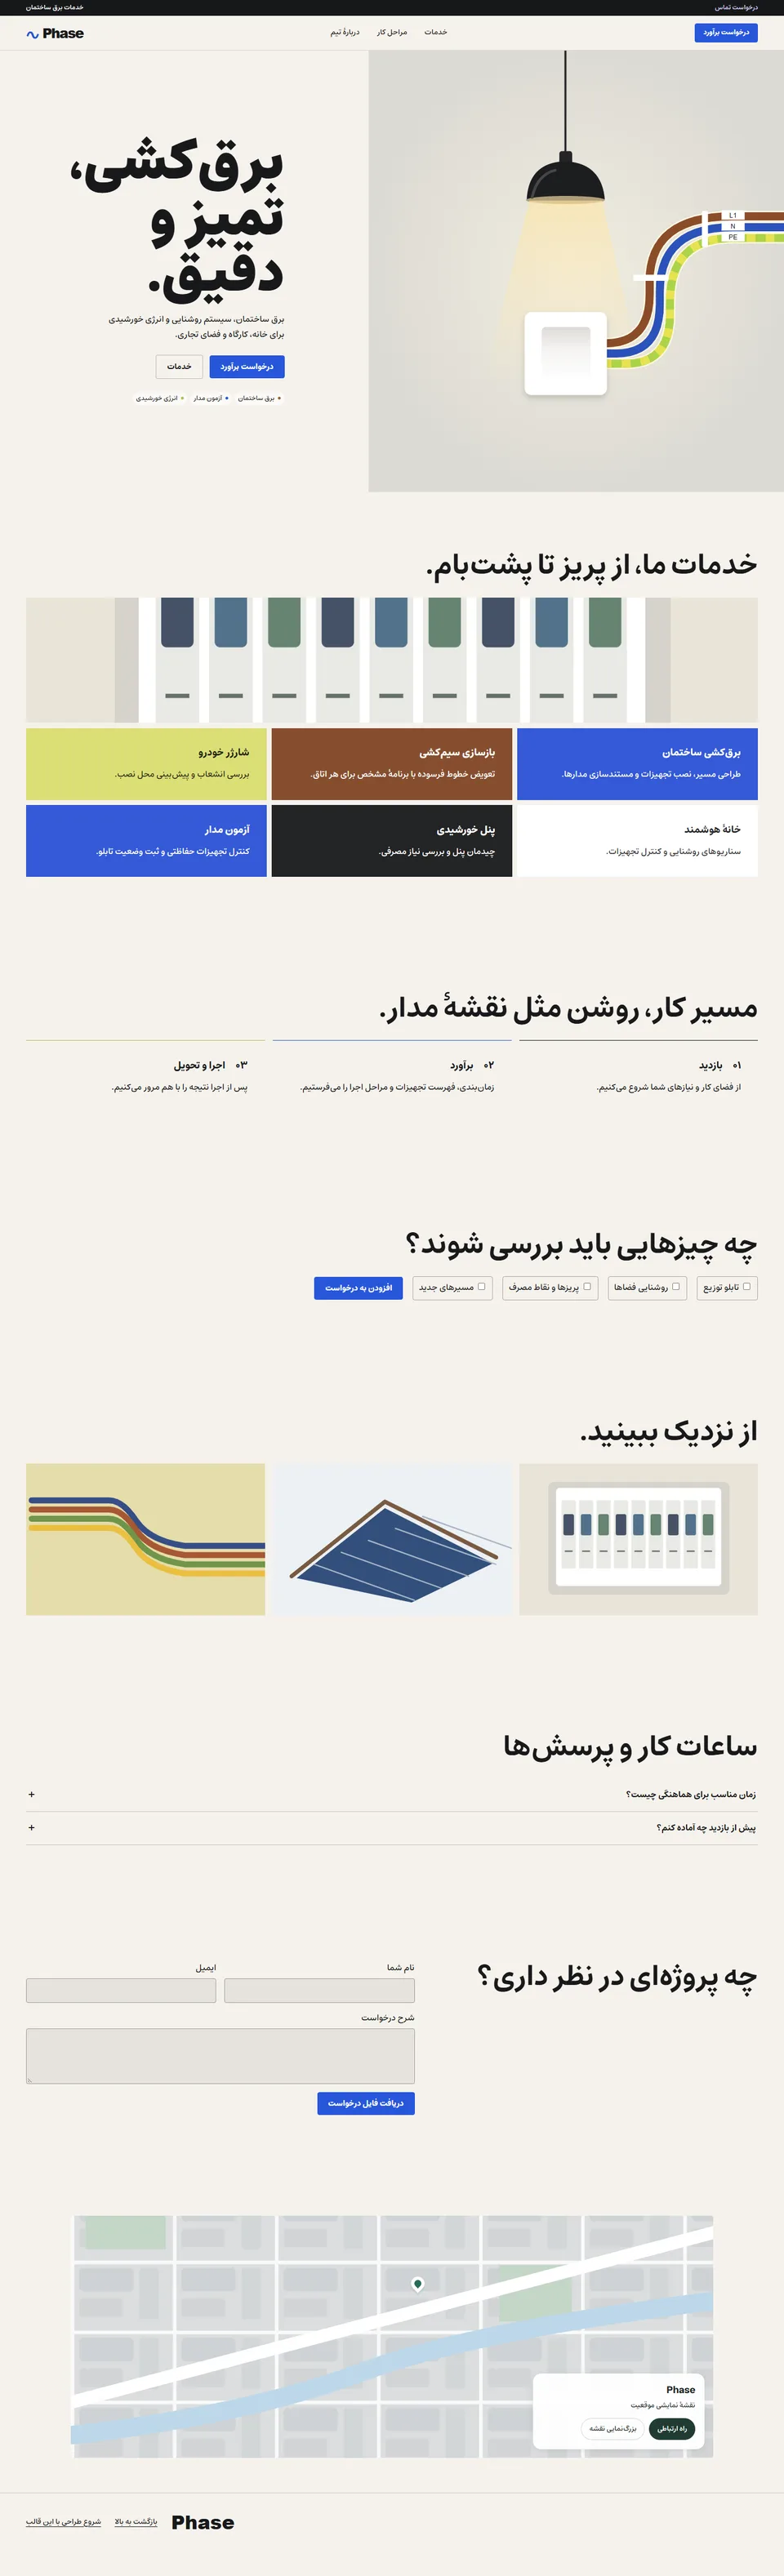 درخواست تماس
خدمات برق ساختمان
درخواست برآورد
خدمات
مراحل کار
دربارهٔ تیم
Phase
برق‌کشی،
تمیز و
دقیق.
برق ساختمان، سیستم روشنایی و انرژی خورشیدی
برای خانه، کارگاه و فضای تجاری.
درخواست برآورد
خدمات
برق ساختمان
آزمون مدار
انرژی خورشیدی
L1
N
PE
خدمات ما، از پریز تا پشت‌بام.
برق‌کشی ساختمان
طراحی مسیر، نصب تجهیزات و مستندسازی مدارها.
بازسازی سیم‌کشی
تعویض خطوط فرسوده با برنامهٔ مشخص برای هر اتاق.
شارژر خودرو
بررسی انشعاب و پیش‌بینی محل نصب.
خانهٔ هوشمند
سناریوهای روشنایی و کنترل تجهیزات.
پنل خورشیدی
چیدمان پنل و بررسی نیاز مصرفی.
آزمون مدار
کنترل تجهیزات حفاظتی و ثبت وضعیت تابلو.
مسیر کار، روشن مثل نقشهٔ مدار.
۰۱ بازدید
از فضای کار و نیازهای شما شروع می‌کنیم.
۰۲ برآورد
زمان‌بندی، فهرست تجهیزات و مراحل اجرا را می‌فرستیم.
۰۳ اجرا و تحویل
پس از اجرا نتیجه را با هم مرور می‌کنیم.
چه چیزهایی باید بررسی شوند؟
تابلو توزیع
روشنایی فضاها
پریزها و نقاط مصرف
مسیرهای جدید
افزودن به درخواست
از نزدیک ببینید.
ساعات کار و پرسش‌ها
زمان مناسب برای هماهنگی چیست؟
+
پیش از بازدید چه آماده کنم؟
+
چه پروژه‌ای در نظر داری؟
نام شما
ایمیل
شرح درخواست
دریافت فایل درخواست
Phase
نقشهٔ نمایشی موقعیت
راه ارتباطی
بزرگ‌نمایی نقشه
Phase
بازگشت به بالا
شروع طراحی با این قالب